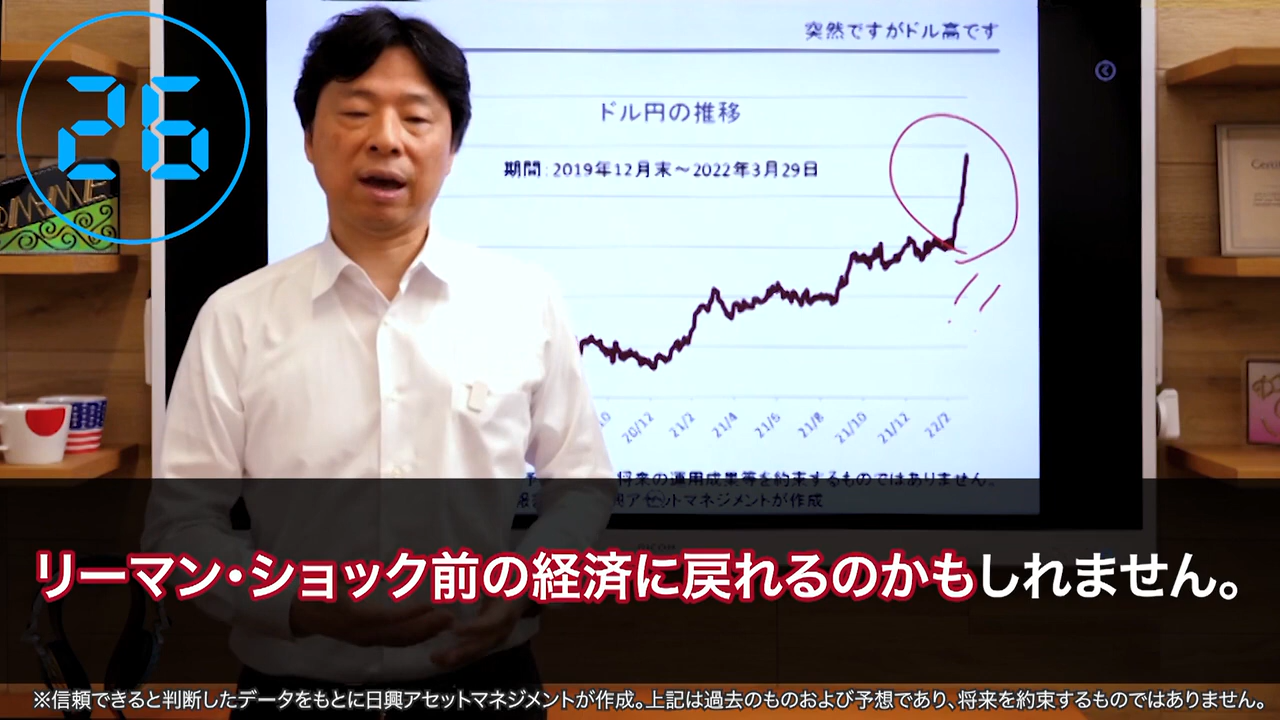 26
突然ですがドル高です
ドル円の推移
期間:2019年12月末~2022年3月29日
20/12 21/2 21/4 21/6 21/8 21/10 21/12 22/2
将来の運用成果等を約束するものではありません。
アセットマネジメントが作成
リーマン・ショック前の経済に戻れるのかもしれません。
※信頼できると判断したデータをもとに日興アセットマネジメントが作成。上記は過去のものおよび予想であり、将来を約束するものではありません。